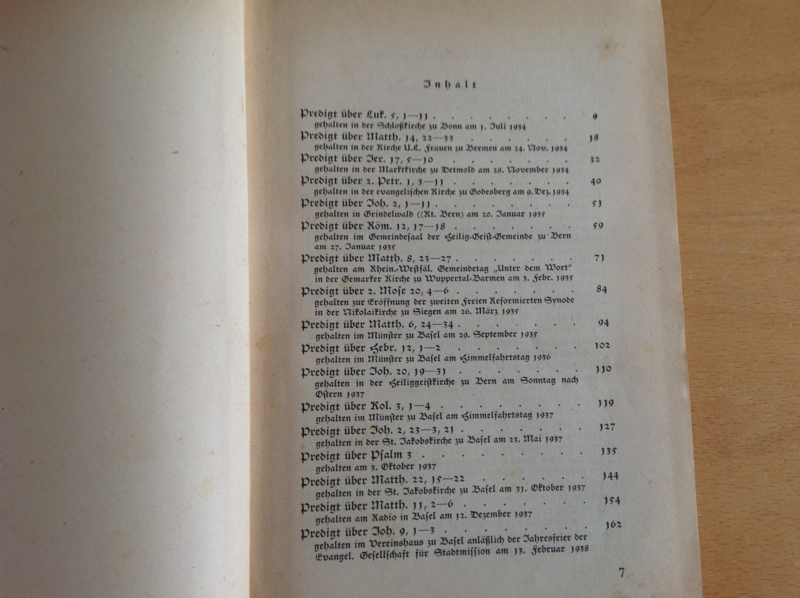 Inhalt
Predigt über Luk. 5, 1—11 . . . . . . . . 9
gehalten in der Schloßkirche zu Bonn am 1. Juli 1934
Predigt über Matth. 14, 22—33 . . . . . . 18
gehalten in der Kirche U.L. Frauen zu Bremen am 24. Nov. 1934
Predigt über Jer. 17, 5—10 . . . . . . . 32
gehalten in der Marktkirche zu Detmold am 28. November 1934
Predigt über 2. Petr. 1, 3—11 . . . . . . 40
gehalten in der evangelischen Kirche zu Godesberg am 9. Dez. 1934
Predigt über Joh. 2, 1—11 . . . . . . . . 51
gehalten in Grindelwald ((Kt. Bern) am 20. Januar 1935
Predigt über Röm. 12, 17—18 . . . . . . . 59
gehalten im Gemeindesaal der Heilig-Geist-Gemeinde zu Bern
am 27. Januar 1935
Predigt über Matth. 8, 23—27 . . . . . . . 71
gehalten am Rhein.-Westfäl. Gemeindetag „Unter dem Wort“
in der Gemarker Kirche zu Wuppertal-Barmen am 3. Febr. 1935
Predigt über 2. Mose 20, 4—6 . . . . . . . 84
gehalten zur Eröffnung der zweiten Freien Reformierten Synode
in der Nikolaikirche zu Siegen am 26. März 1935
Predigt über Matth. 6, 24—34 . . . . . . . 94
gehalten im Münster zu Basel am 29. September 1935
Predigt über Hebr. 12, 1—2 . . . . . . . 102
gehalten im Münster zu Basel am Himmelfahrtstag 1936
Predigt über Joh. 20, 19—31 . . . . . . . 110
gehalten in der Heiliggeistkirche zu Bern am Sonntag nach
Ostern 1937
Predigt über Kol. 3, 1—4 . . . . . . . . 119
gehalten im Münster zu Basel am Himmelfahrtstag 1937
Predigt über Joh. 2, 23—3, 21 . . . . . . . 127
gehalten in der St. Jakobskirche zu Basel am 23. Mai 1937
Predigt über Psalm 3 . . . . . . . . . 135
gehalten am 3. Oktober 1937
Predigt über Matth. 22, 15—22 . . . . . . . 144
gehalten in der St. Jakobskirche zu Basel am 31. Oktober 1937
Predigt über Matth. 11, 2—6 . . . . . . . 154
gehalten am Radio in Basel am 12. Dezember 1937
Predigt über Joh. 9, 1—3 . . . . . . . . 162
gehalten im Vereinshaus zu Basel anläßlich der Jahresfeier der
Evangel. Gesellschaft für Stadtmission am 13. Februar 1938
7